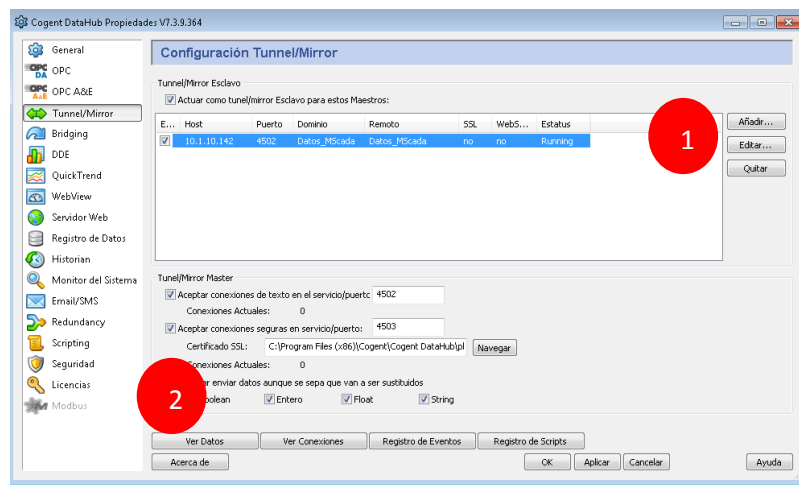 Cogent DataHub Propiedades V7.3.9.364
General
OPC DA OPC
OPC A&E OPC A&E
Tunnel/Mirror
Bridging
DDE
QuickTrend
WebView
Servidor Web
Registro de Datos
Historian
Monitor del Sistema
Email/SMS
Redundancy
Scripting
Seguridad
Licencias
Modbus
Configuración Tunnel/Mirror
Tunnel/Mirror Esclavo
Actuar como tunel/mirror Esclavo para estos Maestros:
E... Host Puerto Dominio Remoto SSL WebS... Estatus
10.1.10.142 4502 Datos_MScada Datos_MScada no no Running
1
Añadir...
Editar...
Quitar
Tunel/Mirror Master
Aceptar conexiones de texto en el servicio/puertc 4502
Conexiones Actuales: 0
Aceptar conexiones seguras en servicio/puerto: 4503
Certificado SSL: C:\Program Files (x86)\Cogent\Cogent DataHub\pl Navegar
Conexiones Actuales: 0
enviar datos aunque se sepa que van a ser sustituidos
2
Entero Float String
Ver Datos Ver Conexiones Registro de Eventos Registro de Scripts
Acerca de OK Aplicar Cancelar Ayuda